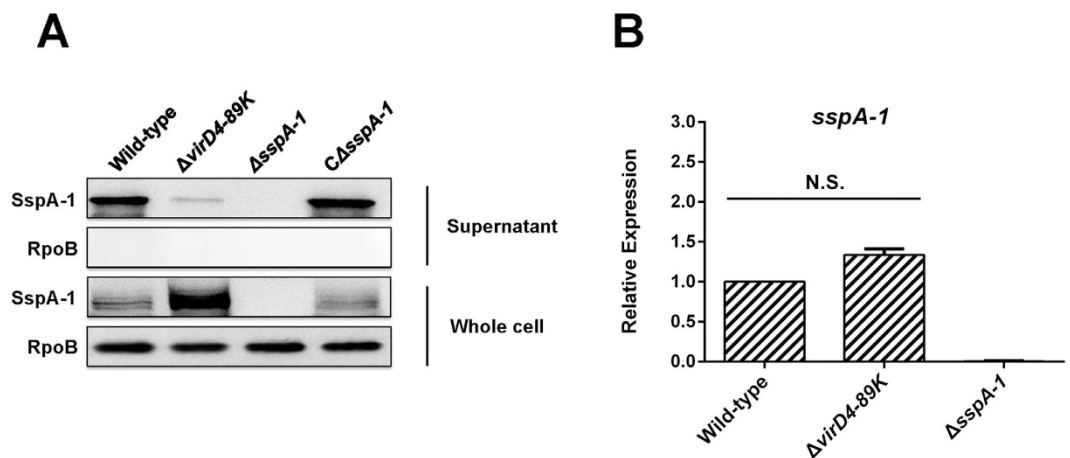 A
Wild-type
ΔvirD4-89K
ΔsspA-1
CΔsspA-1
SspA-1
RpoB
Supernatant
SspA-1
RpoB
Whole cell
B
sspA-1
N.S.
Relative Expression
3.0
2.5
2.0
1.5
1.0
0.5
0.0
Wild-type
ΔvirD4-89K
ΔsspA-1